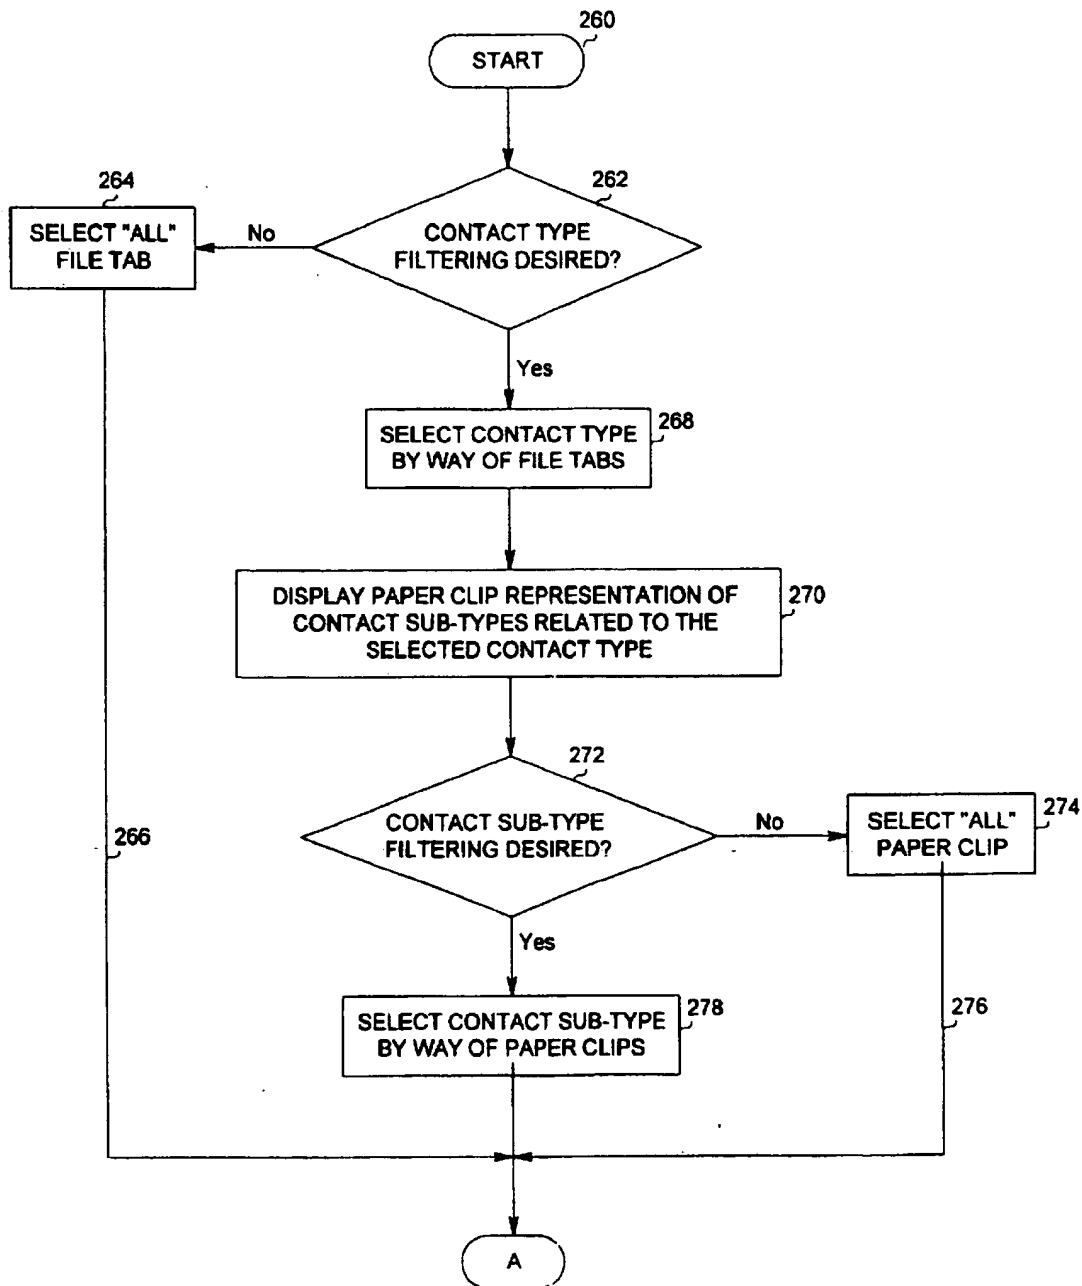 260
START
264
262
SELECT "ALL"
FILE TAB
No
CONTACT TYPE
FILTERING DESIRED?
Yes
SELECT CONTACT TYPE
BY WAY OF FILE TABS
268
DISPLAY PAPER CLIP REPRESENTATION OF
CONTACT SUB-TYPES RELATED TO THE
SELECTED CONTACT TYPE
270
272
CONTACT SUB-TYPE
FILTERING DESIRED?
No
SELECT "ALL"
PAPER CLIP
274
266
Yes
SELECT CONTACT SUB-TYPE
BY WAY OF PAPER CLIPS
278
276
A